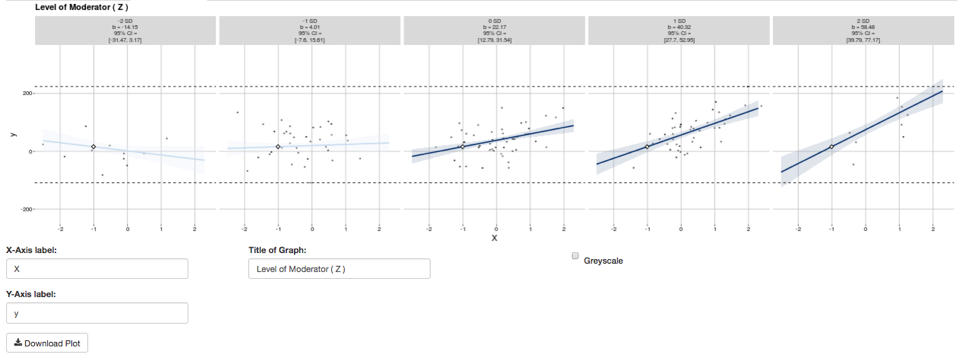 Level of Moderator ( Z )
-2 SD
b = -14.15
95% CI =
[-31.47, 3.17]
-1 SD
b = 4.01
95% CI =
[-7.6, 15.61]
0 SD
b = 22.17
95% CI =
[12.79, 31.54]
1 SD
b = 40.32
95% CI =
[27.7, 52.95]
2 SD
b = 58.48
95% CI =
[39.79, 77.17]
200
0
-200
y
-2 -1 0 1 2 -2 -1 0 1 2 -2 -1 0 1 2 -2 -1 0 1 2 -2 -1 0 1 2
X
X-Axis label:
X
Title of Graph:
Level of Moderator ( Z )
Greyscale
Y-Axis label:
y
Download Plot